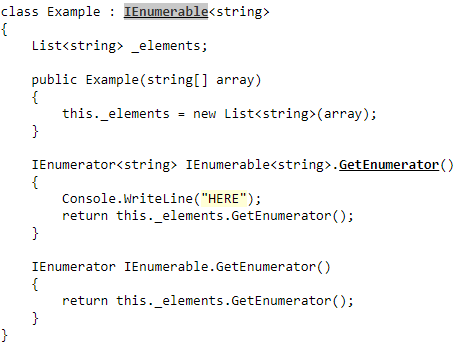 class Example : IEnumerable<string>
{
    List<string> _elements;

    public Example(string[] array)
    {
        this._elements = new List<string>(array);
    }

    IEnumerator<string> IEnumerable<string>.GetEnumerator()
    {
        Console.WriteLine("HERE");
        return this._elements.GetEnumerator();
    }

    IEnumerator IEnumerable.GetEnumerator()
    {
        return this._elements.GetEnumerator();
    }
}